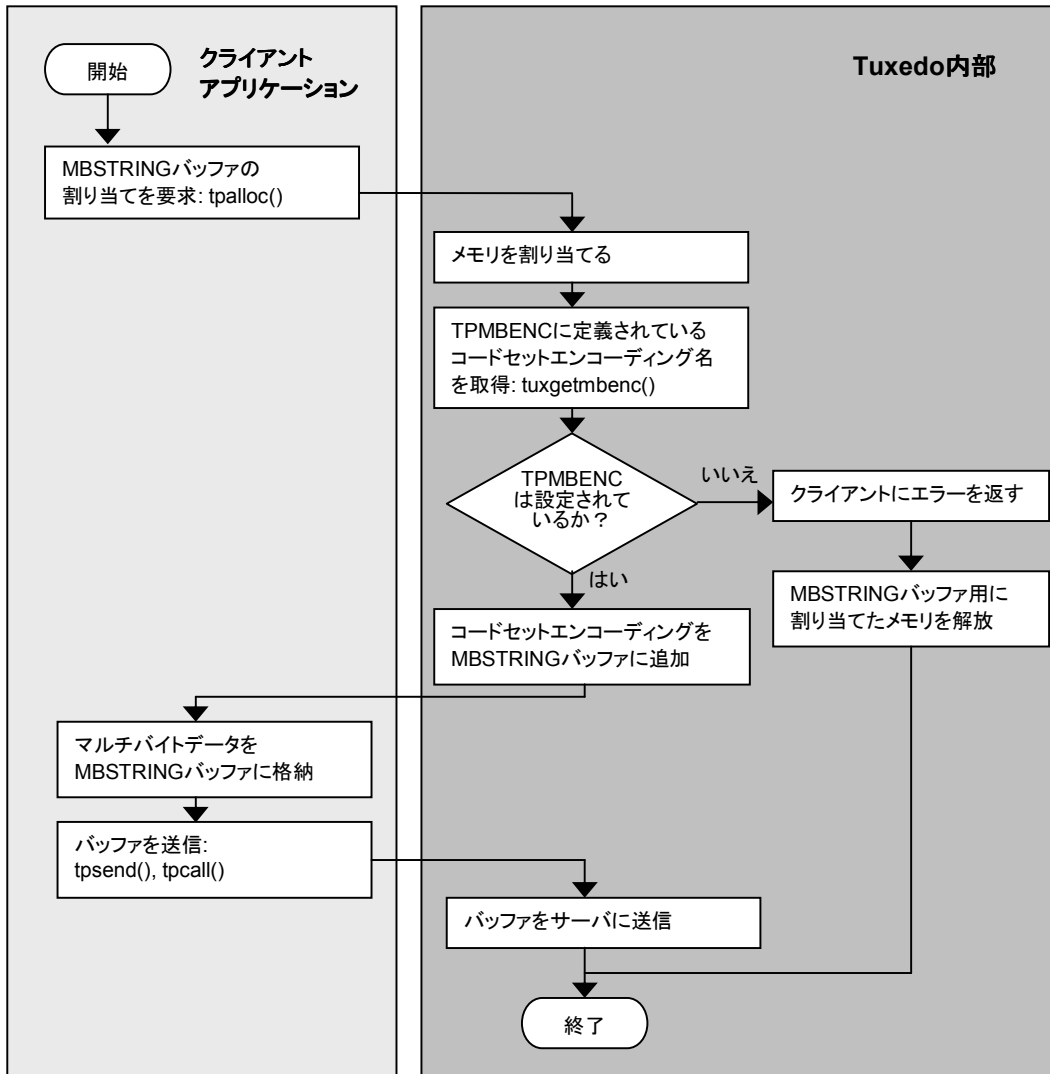 クライアント
アプリケーション
Tuxedo内部
開始
MBSTRINGバッファの
割り当てを要求: tpalloc()
メモリを割り当てる
TPMBENCに定義されている
コードセットエンコーディング名
を取得: tuxgetmbenc()
TPMBENC
は設定されて
いるか？
いいえ
クライアントにエラーを返す
はい
MBSTRINGバッファ用に
割り当てたメモリを解放
コードセットエンコーディングを
MBSTRINGバッファに追加
マルチバイトデータを
MBSTRINGバッファに格納
バッファを送信:
tpsend(), tpcall()
バッファをサーバに送信
終了